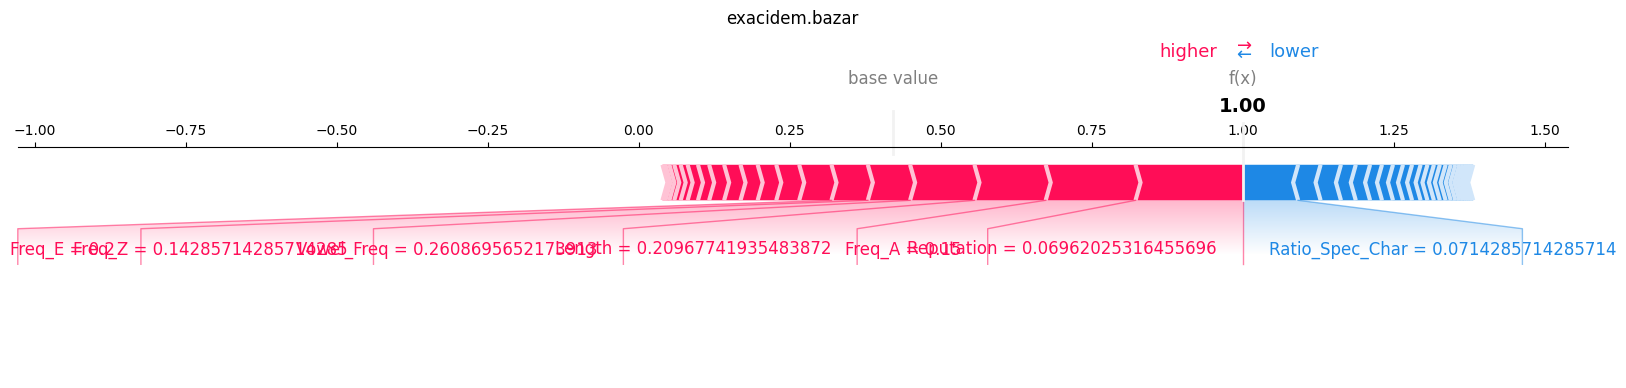 exacidem.bazar
higher ⇄ lower
base value f(x)
1.00
−1.00 −0.75 −0.50 −0.25 0.00 0.25 0.50 0.75 1.00 1.25 1.50
Freq_E = 0.2 Freq_Z = 0.14285714285714285 Vowel_Freq = 0.2608695652173913 Length = 0.20967741935483872 Freq_A = 0.15 Reputation = 0.06962025316455696 Ratio_Spec_Char = 0.0714285714285714